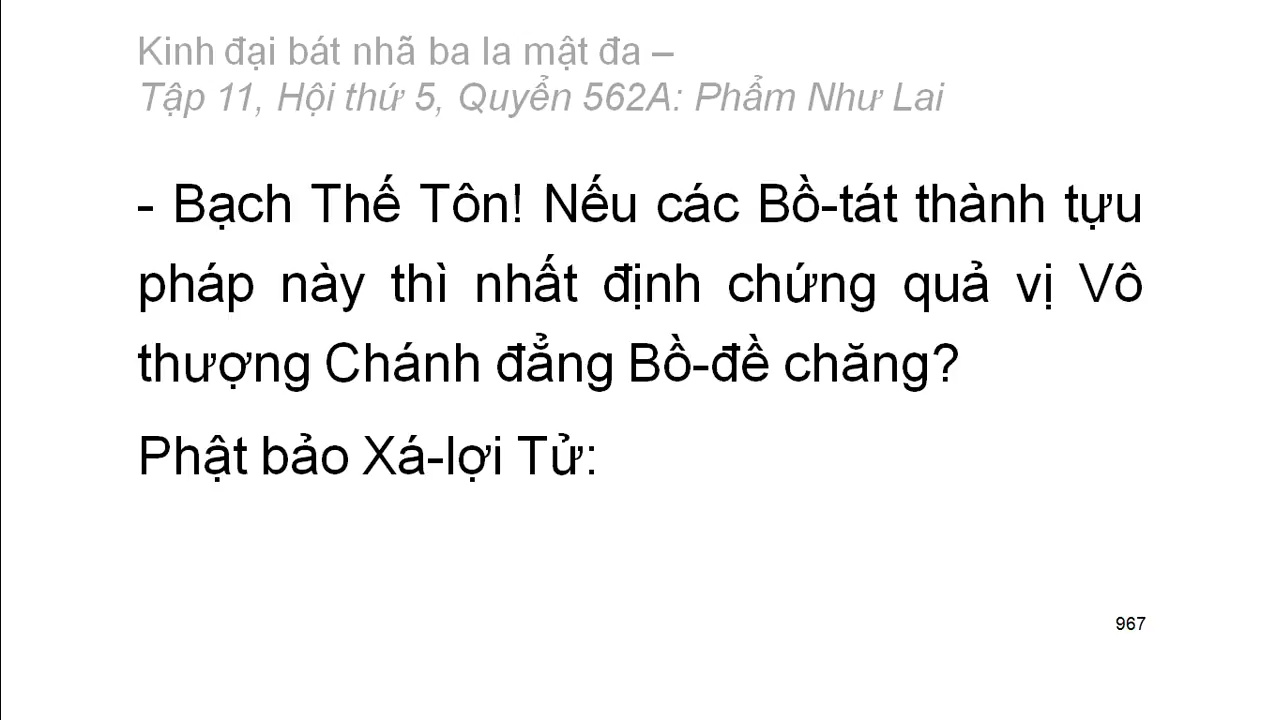 Kinh đại bát nhã ba la mật đa –
Tập 11, Hội thứ 5, Quyển 562A: Phẩm Như Lai
- Bạch Thế Tôn! Nếu các Bồ-tát thành tựu
pháp này thì nhất định chứng quả vị Vô
thượng Chánh đẳng Bồ-đề chăng?
Phật bảo Xá-lợi Tử:
967